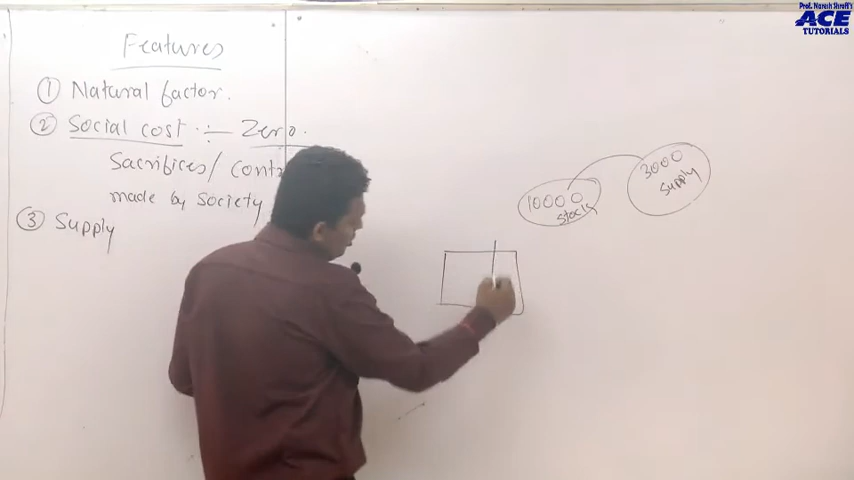 Prof. Naresh Shroff's
ACE
TUTORIALS
Features
① Natural factor.
② Social cost ÷ Zero.
Sacrifices/ cont
made by society
③ Supply
10000
Stock
3000
Supply